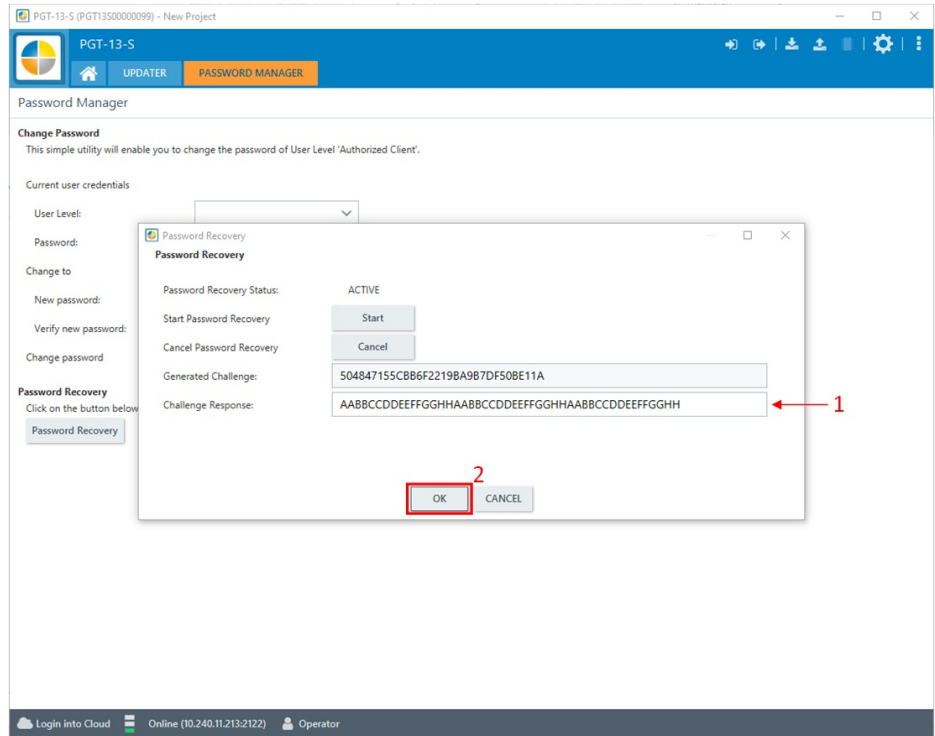 PGT-13-S (PGT13S00000099) - New Project
PGT-13-S
UPDATER
PASSWORD MANAGER
Password Manager
Change Password
This simple utility will enable you to change the password of User Level 'Authorized Client'.
Current user credentials
User Level:
Password:
Change to
New password:
Verify new password:
Change password
Password Recovery
Click on the button below
Password Recovery
Password Recovery
Password Recovery
Password Recovery Status: ACTIVE
Start Password Recovery Start
Cancel Password Recovery Cancel
Generated Challenge: 504847155CBB6F2219BA9B7DF50BE11A
Challenge Response: AABBCCDDEEFFGGHHAABBCCDDEEFFGGHHAABBCCDDEEFFGGHH
1
2
OK CANCEL
Login into Cloud Online (10.240.11.213:2122) Operator